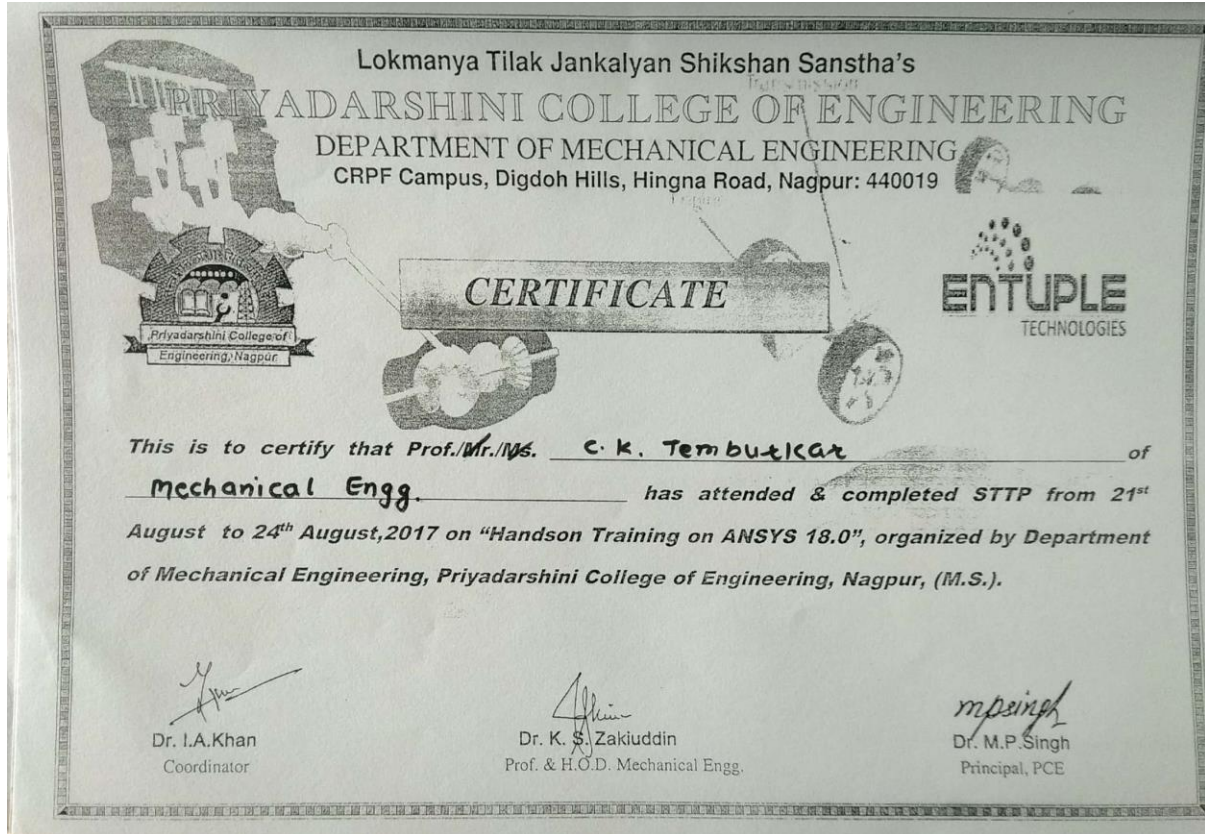 Lokmanya Tilak Jankalyan Shikshan Sanstha's
Transmission
PRIYADARSHINI COLLEGE OF ENGINEERING
DEPARTMENT OF MECHANICAL ENGINEERING
CRPF Campus, Digdoh Hills, Hingna Road, Nagpur: 440019
CERTIFICATE
ENTUPLE
TECHNOLOGIES
Priyadarshini College of
Engineering, Nagpur
This is to certify that Prof./Mr./Ms. C. K. Temburkar of
Mechanical Engg. has attended & completed STTP from 21st
August to 24th August,2017 on “Handson Training on ANSYS 18.0”, organized by Department
of Mechanical Engineering, Priyadarshini College of Engineering, Nagpur, (M.S.).
mpsingh
Dr. I.A.Khan
Coordinator
Dr. K. S. Zakiuddin
Prof. & H.O.D. Mechanical Engg.
Dr. M.P.Singh
Principal, PCE